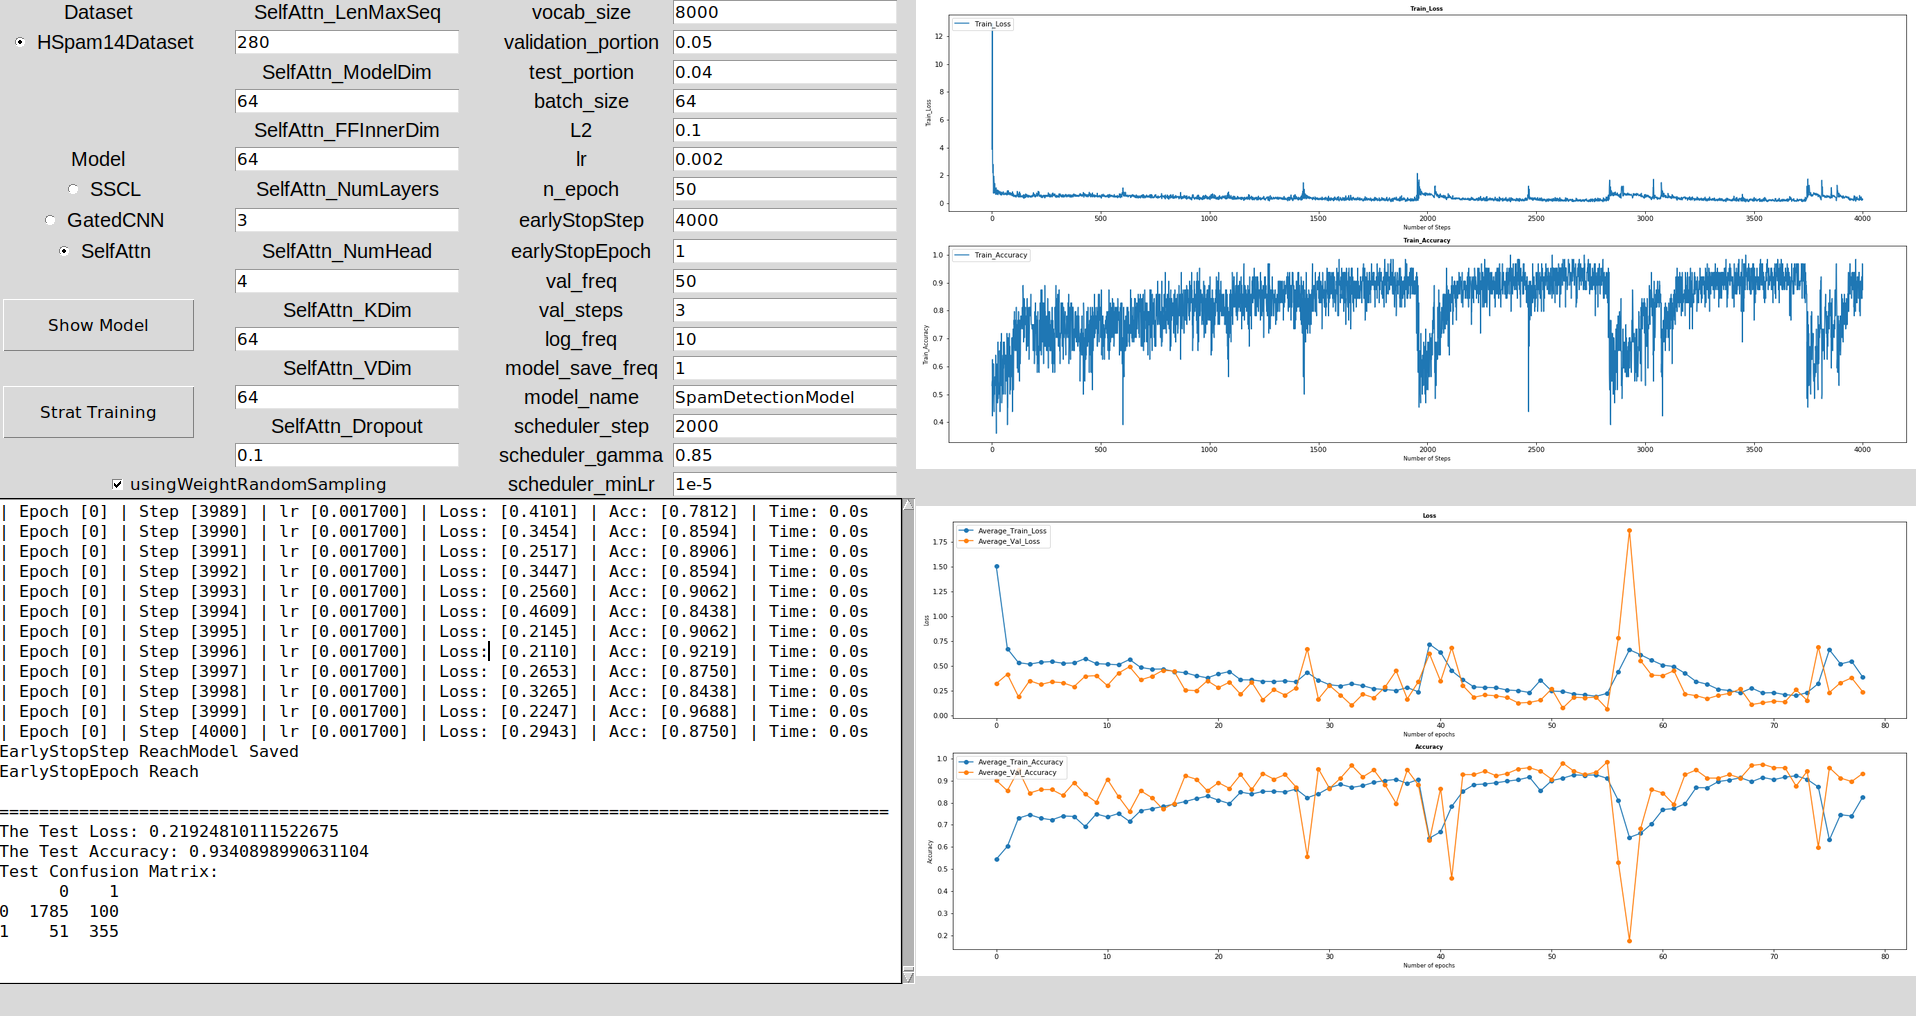 Dataset
HSpam14Dataset
Model
SSCL
GatedCNN
SelfAttn
Show Model
Strat Training
usingWeightRandomSampling
SelfAttn_LenMaxSeq
280
SelfAttn_ModelDim
64
SelfAttn_FFInnerDim
64
SelfAttn_NumLayers
3
SelfAttn_NumHead
4
SelfAttn_KDim
64
SelfAttn_VDim
64
SelfAttn_Dropout
0.1
vocab_size 8000
validation_portion 0.05
test_portion 0.04
batch_size 64
L2 0.1
lr 0.002
n_epoch 50
earlyStopStep 4000
earlyStopEpoch 1
val_freq 50
val_steps 3
log_freq 10
model_save_freq 1
model_name SpamDetectionModel
scheduler_step 2000
scheduler_gamma 0.85
scheduler_minLr 1e-5
| Epoch [0] | Step [3989] | lr [0.001700] | Loss: [0.4101] | Acc: [0.7812] | Time: 0.0s
| Epoch [0] | Step [3990] | lr [0.001700] | Loss: [0.3454] | Acc: [0.8594] | Time: 0.0s
| Epoch [0] | Step [3991] | lr [0.001700] | Loss: [0.2517] | Acc: [0.8906] | Time: 0.0s
| Epoch [0] | Step [3992] | lr [0.001700] | Loss: [0.3447] | Acc: [0.8594] | Time: 0.0s
| Epoch [0] | Step [3993] | lr [0.001700] | Loss: [0.2560] | Acc: [0.9062] | Time: 0.0s
| Epoch [0] | Step [3994] | lr [0.001700] | Loss: [0.4609] | Acc: [0.8438] | Time: 0.0s
| Epoch [0] | Step [3995] | lr [0.001700] | Loss: [0.2145] | Acc: [0.9062] | Time: 0.0s
| Epoch [0] | Step [3996] | lr [0.001700] | Loss: [0.2110] | Acc: [0.9219] | Time: 0.0s
| Epoch [0] | Step [3997] | lr [0.001700] | Loss: [0.2653] | Acc: [0.8750] | Time: 0.0s
| Epoch [0] | Step [3998] | lr [0.001700] | Loss: [0.3265] | Acc: [0.8438] | Time: 0.0s
| Epoch [0] | Step [3999] | lr [0.001700] | Loss: [0.2247] | Acc: [0.9688] | Time: 0.0s
| Epoch [0] | Step [4000] | lr [0.001700] | Loss: [0.2943] | Acc: [0.8750] | Time: 0.0s
EarlyStopStep ReachModel Saved
EarlyStopEpoch Reach
=========================================================================================
The Test Loss: 0.21924810111522675
The Test Accuracy: 0.9340898990631104
Test Confusion Matrix:
0 1
0 1785 100
1 51 355
Train_Loss
Train_Loss
12
10
8
6
4
2
0
Train_Loss
0 500 1000 1500 2000 2500 3000 3500 4000
Number of Steps
Train_Accuracy
Train_Accuracy
1.0
0.9
0.8
0.7
0.6
0.5
0.4
Train_Accuracy
0 500 1000 1500 2000 2500 3000 3500 4000
Number of Steps
Loss
Average_Train_Loss
Average_Val_Loss
1.75
1.50
1.25
1.00
0.75
0.50
0.25
0.00
Loss
0 10 20 30 40 50 60 70 80
Number of epochs
Accuracy
Average_Train_Accuracy
Average_Val_Accuracy
1.0
0.9
0.8
0.7
0.6
0.5
0.4
0.3
0.2
Accuracy
0 10 20 30 40 50 60 70 80
Number of epochs